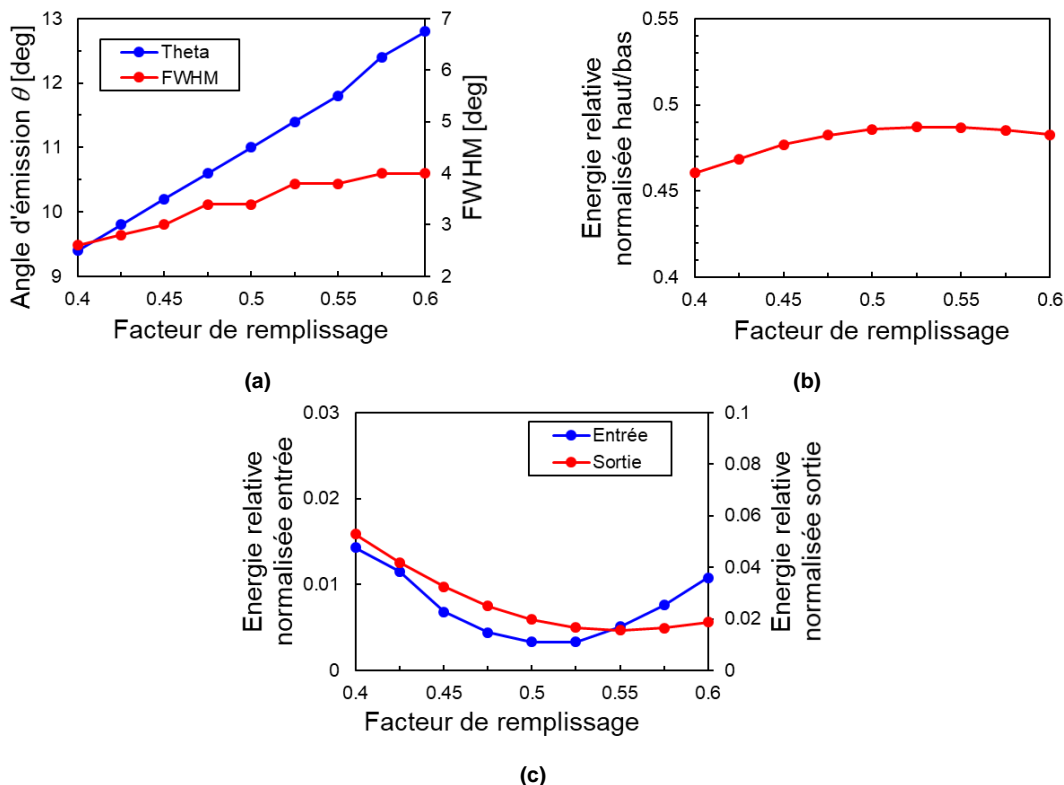 13
12
11
10
9
Angle d'émission θ [deg]
7
6
5
4
3
2
FWHM [deg]
Theta
FWHM
0.4
0.45
0.5
0.55
0.6
Facteur de remplissage
(a)
0.55
0.5
0.45
0.4
Energie relative
normalisée haut/bas
0.4
0.45
0.5
0.55
0.6
Facteur de remplissage
(b)
0.03
0.02
0.01
0
Energie relative
normalisée entrée
0.1
0.08
0.06
0.04
0.02
0
Energie relative
normalisée sortie
Entrée
Sortie
0.4
0.45
0.5
0.55
0.6
Facteur de remplissage
(c)